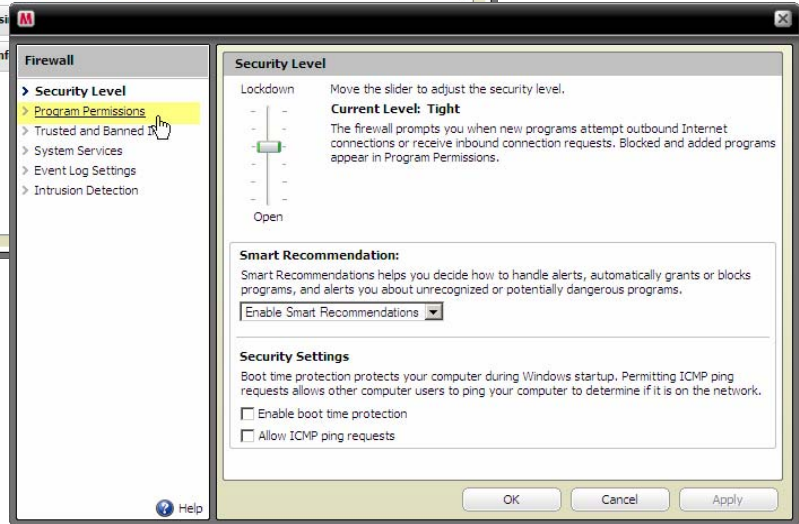 M
Firewall
Security Level
Program Permissions
Trusted and Banned I
System Services
Event Log Settings
Intrusion Detection
Help
Security Level
Lockdown
Open
Move the slider to adjust the security level.
Current Level: Tight
The firewall prompts you when new programs attempt outbound Internet
connections or receive inbound connection requests. Blocked and added programs
appear in Program Permissions.
Smart Recommendation:
Smart Recommendations helps you decide how to handle alerts, automatically grants or blocks
programs, and alerts you about unrecognized or potentially dangerous programs.
Enable Smart Recommendations
Security Settings
Boot time protection protects your computer during Windows startup. Permitting ICMP ping
requests allows other computer users to ping your computer to determine if it is on the network.
Enable boot time protection
Allow ICMP ping requests
OK
Cancel
Apply